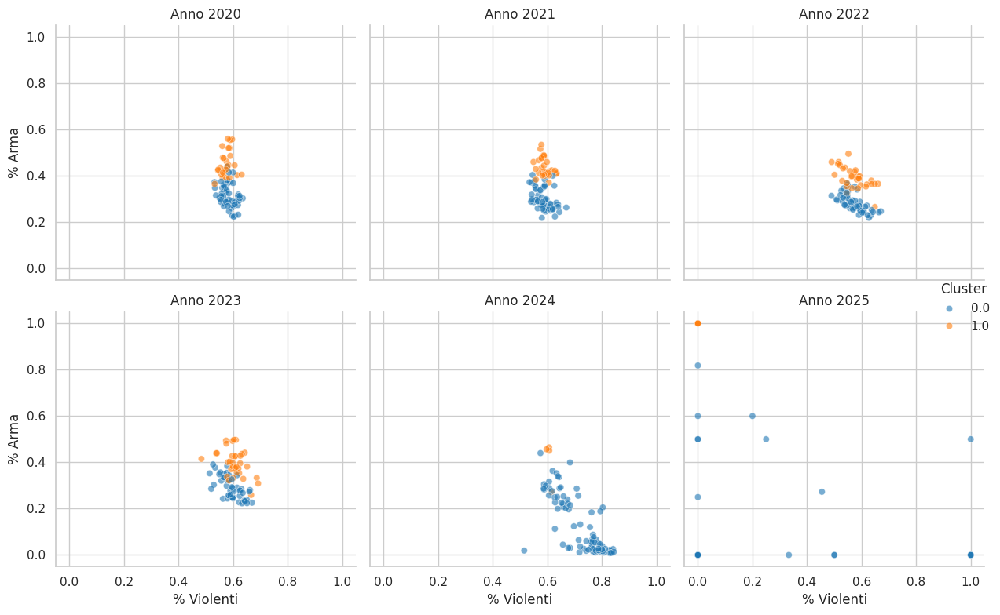 Anno 2020
Anno 2021
Anno 2022
1.0
0.8
0.6
0.4
0.2
0.0
% Arma
Cluster
0.0
1.0
Anno 2023
Anno 2024
Anno 2025
1.0
0.8
0.6
0.4
0.2
0.0
% Arma
0.0 0.2 0.4 0.6 0.8 1.0
0.0 0.2 0.4 0.6 0.8 1.0
0.0 0.2 0.4 0.6 0.8 1.0
% Violenti
% Violenti
% Violenti